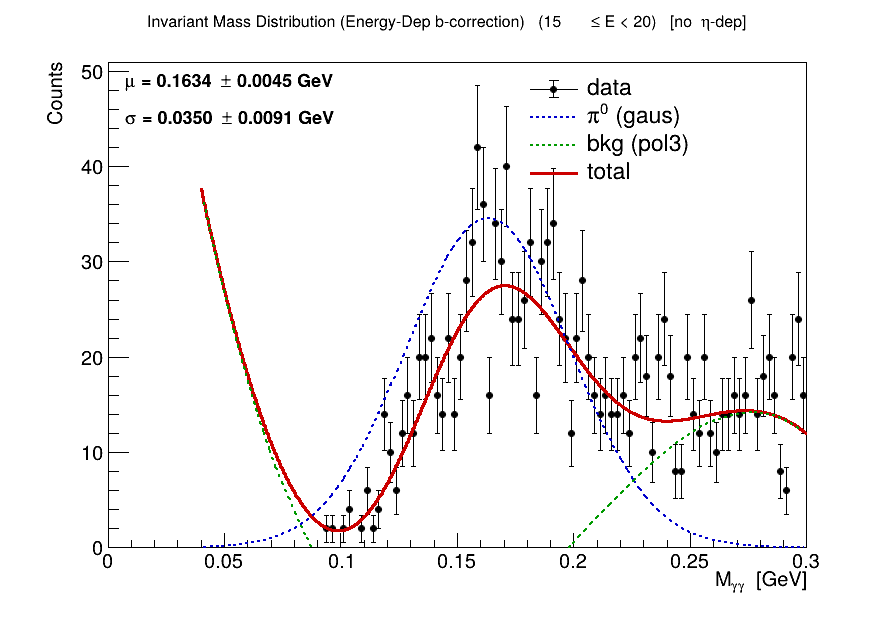 Invariant Mass Distribution (Energy-Dep b-correction) (15 ≤ E < 20) [no η-dep]
Counts
50
40
30
20
10
0
μ = 0.1634 ± 0.0045 GeV
σ = 0.0350 ± 0.0091 GeV
data
π⁰ (gaus)
bkg (pol3)
total
0 0.05 0.1 0.15 0.2 0.25 0.3
Mγγ [GeV]